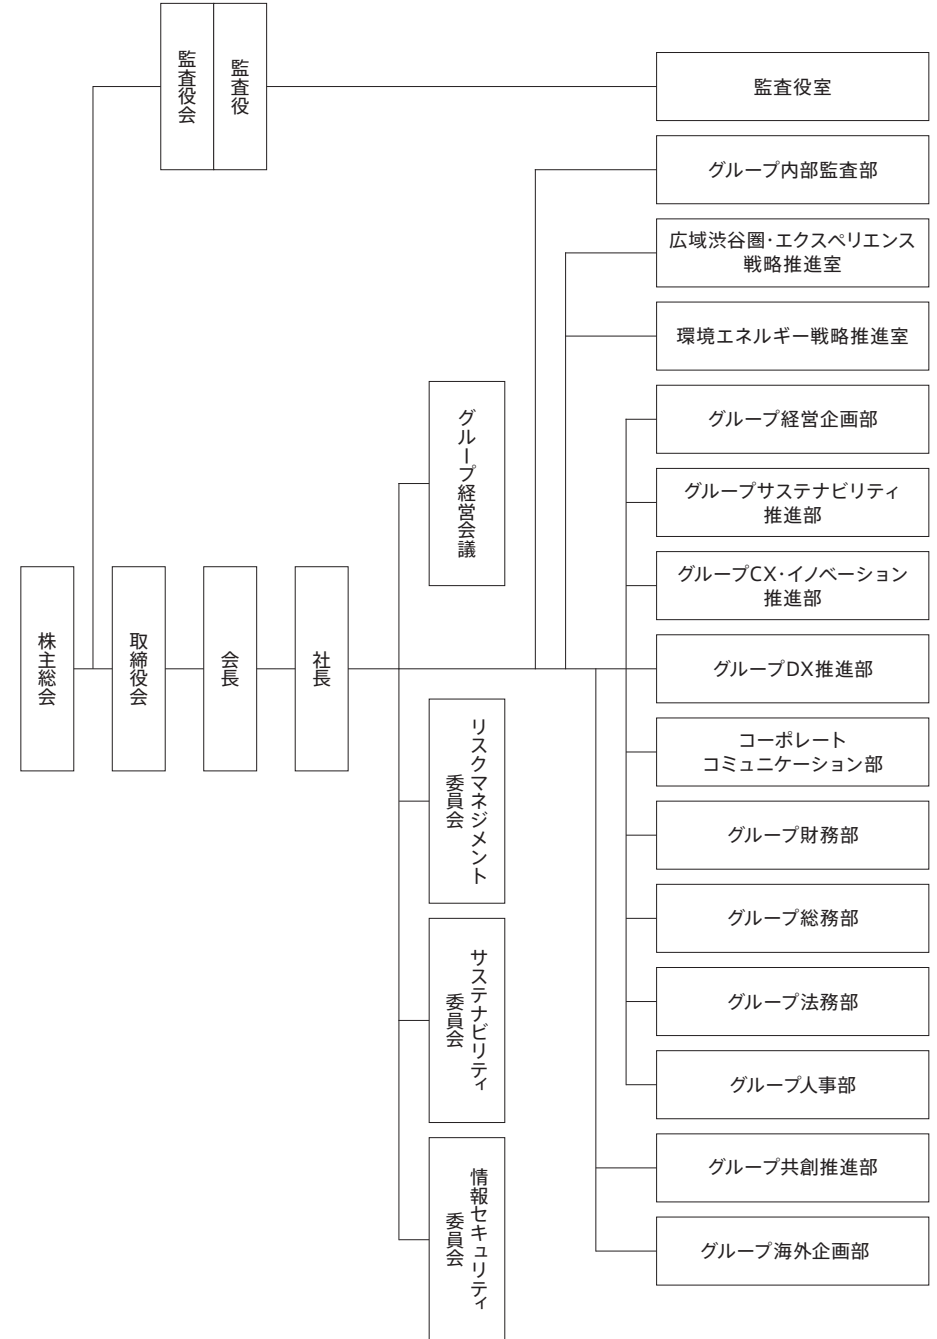 監査役会
監査役
監査役室
グループ内部監査部
広域渋谷圏・エクスペリエンス
戦略推進室
環境エネルギー戦略推進室
グループ経営企画部
グループサステナビリティ
推進部
グループCX・イノベーション
推進部
グループDX推進部
コーポレート
コミュニケーション部
グループ財務部
グループ総務部
グループ法務部
グループ人事部
グループ共創推進部
グループ海外企画部
株主総会
取締役会
会長
社長
グループ経営会議
リスクマネジメント
委員会
サステナビリティ
委員会
情報セキュリティ
委員会